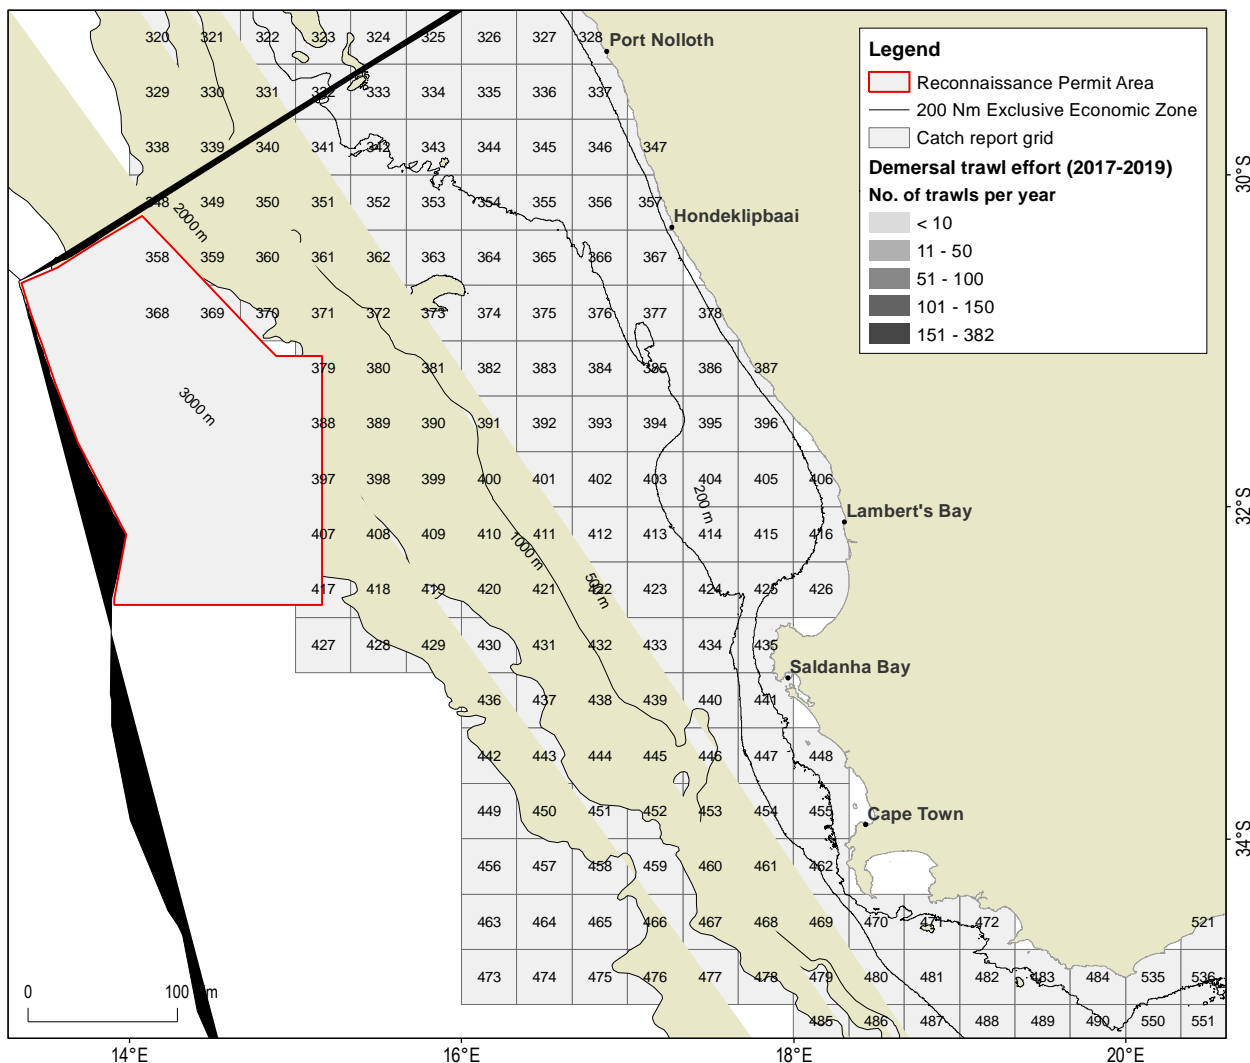 320 321 322 323 324 325 326 327 328 Port Nolloth
329 330 331 332 333 334 335 336 337
338 339 340 341 342 343 344 345 346 347
348 349 350 351 352 353 354 355 356 357
Hondeklipbaai
2000 m
358 359 360 361 362 363 364 365 366 367
368 369 370 371 372 373 374 375 376 377 378
379 380 381 382 383 384 385 386 387
3000 m
388 389 390 391 392 393 394 395 396
397 398 399 400 401 402 403 404 405 406
200 m
Lambert's Bay
407 408 409 410 411 412 413 414 415 416
1000 m
500 m
417 418 419 420 421 422 423 424 425 426
427 428 429 430 431 432 433 434 435
Saldanha Bay
436 437 438 439 440 441
442 443 444 445 446 447 448
449 450 451 452 453 454 455
Cape Town
456 457 458 459 460 461 462
463 464 465 466 467 468 469 470 471 472 521
473 474 475 476 477 478 479 480 481 482 483 484 535 536
485 486 487 488 489 490 550 551
Legend
Reconnaissance Permit Area
200 Nm Exclusive Economic Zone
Catch report grid
Demersal trawl effort (2017-2019)
No. of trawls per year
< 10
11 - 50
51 - 100
101 - 150
151 - 382
30°S
32°S
34°S
0 100
14°E 16°E 18°E 20°E